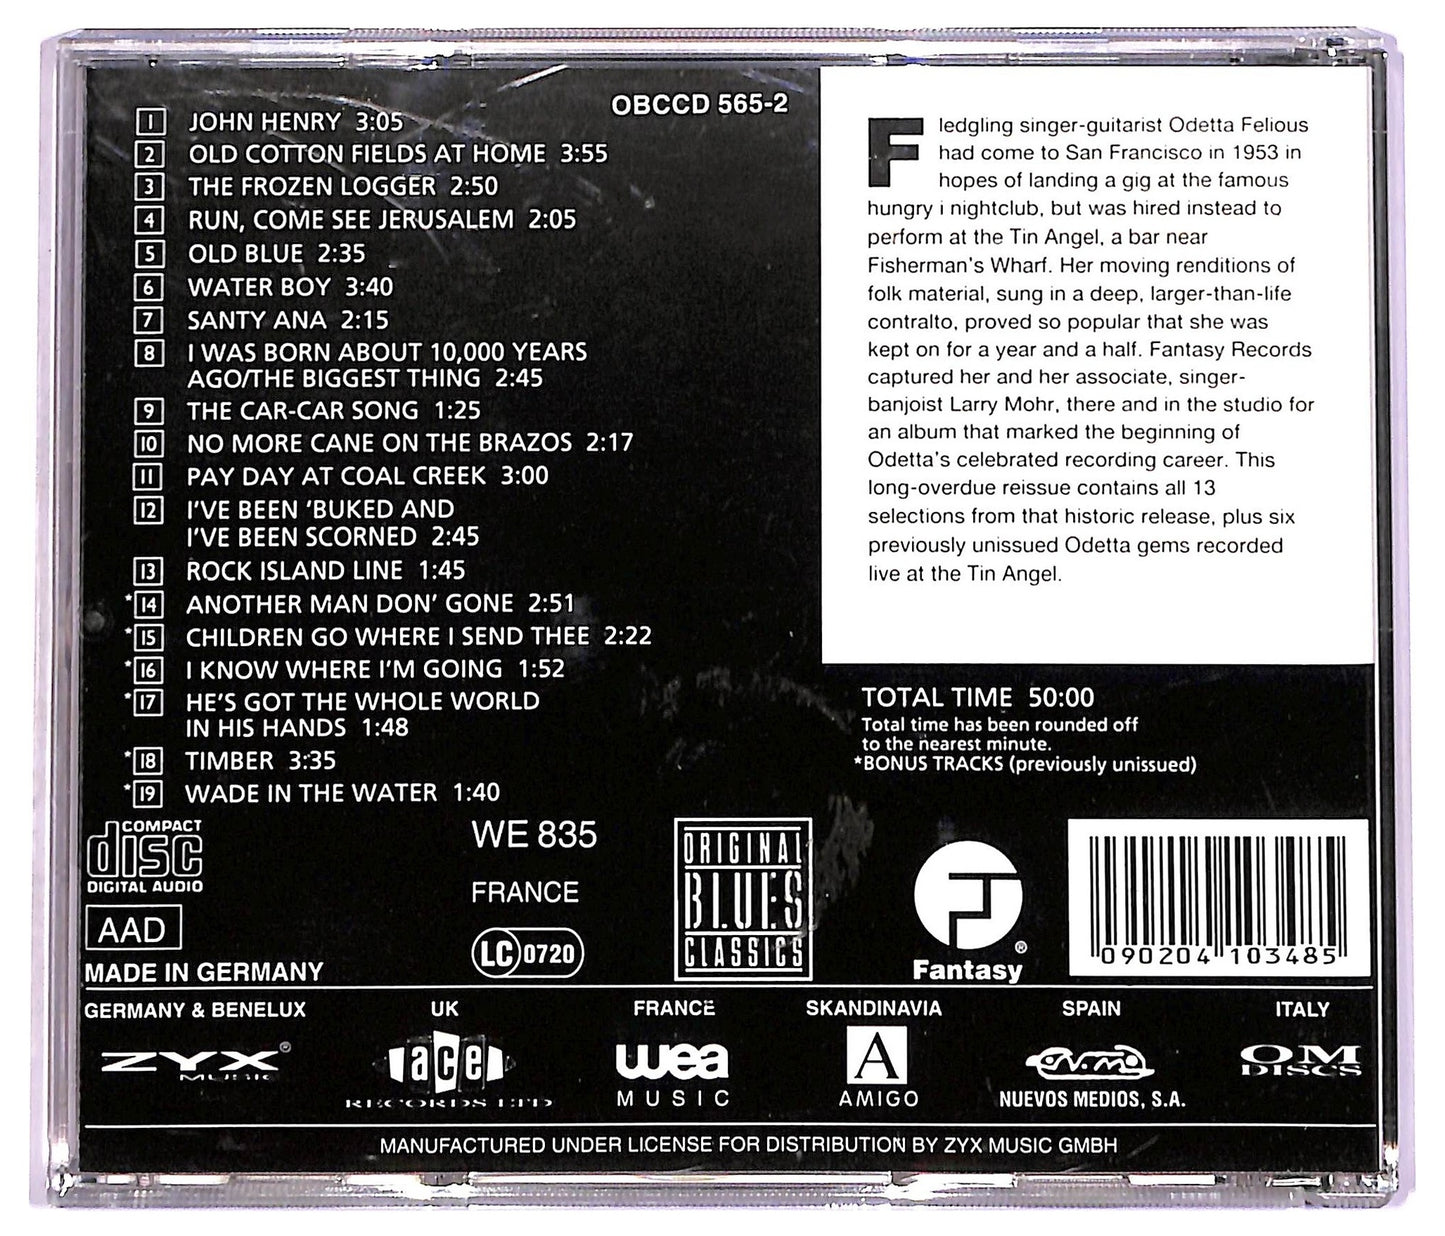 OBCCD 565-2
1 JOHN HENRY 3:05
2 OLD COTTON FIELDS AT HOME 3:55
3 THE FROZEN LOGGER 2:50
4 RUN, COME SEE JERUSALEM 2:05
5 OLD BLUE 2:35
6 WATER BOY 3:40
7 SANTY ANA 2:15
8 I WAS BORN ABOUT 10,000 YEARS
AGO/THE BIGGEST THING 2:45
9 THE CAR-CAR SONG 1:25
10 NO MORE CANE ON THE BRAZOS 2:17
11 PAY DAY AT COAL CREEK 3:00
12 I'VE BEEN 'BUKED AND
I'VE BEEN SCORNED 2:45
13 ROCK ISLAND LINE 1:45
*14 ANOTHER MAN DON' GONE 2:51
*15 CHILDREN GO WHERE I SEND THEE 2:22
*16 I KNOW WHERE I'M GOING 1:52
*17 HE'S GOT THE WHOLE WORLD
IN HIS HANDS 1:48
*18 TIMBER 3:35
*19 WADE IN THE WATER 1:40
Fledgling singer-guitarist Odetta Felious
had come to San Francisco in 1953 in
hopes of landing a gig at the famous
hungry i nightclub, but was hired instead to
perform at the Tin Angel, a bar near
Fisherman's Wharf. Her moving renditions of
folk material, sung in a deep, larger-than-life
contralto, proved so popular that she was
kept on for a year and a half. Fantasy Records
captured her and her associate, singer-
banjoist Larry Mohr, there and in the studio for
an album that marked the beginning of
Odetta's celebrated recording career. This
long-overdue reissue contains all 13
selections from that historic release, plus six
previously unissued Odetta gems recorded
live at the Tin Angel.
TOTAL TIME 50:00
Total time has been rounded off
to the nearest minute.
*BONUS TRACKS (previously unissued)
COMPACT
disc
DIGITAL AUDIO
AAD
MADE IN GERMANY
WE 835
FRANCE
LC 0720
ORIGINAL
BLUES
CLASSICS
Fantasy ®
090204 103485
GERMANY & BENELUX
ZYX ®
MUSIC
UK
ace
RECORDS LTD
FRANCE
wea
MUSIC
SKANDINAVIA
A
AMIGO
SPAIN
N.M.
NUEVOS MEDIOS, S.A.
ITALY
OM
DISCS
MANUFACTURED UNDER LICENSE FOR DISTRIBUTION BY ZYX MUSIC GMBH